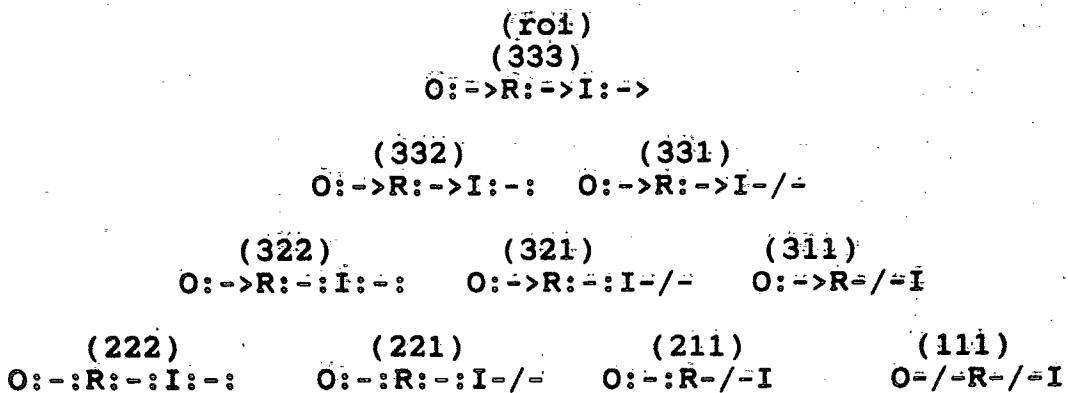 (roi)
(333)
O:->R:->I:->
(332) (331)
O:->R:->I:-: O:->R:->I-/-
(322) (321) (311)
O:->R:-:I:-: O:->R:-:I-/- O:->R-/-I
(222) (221) (211) (111)
O:-:R:-:I:-: O:-:R:-:I-/- O:-:R-/-I O-/-R-/-I